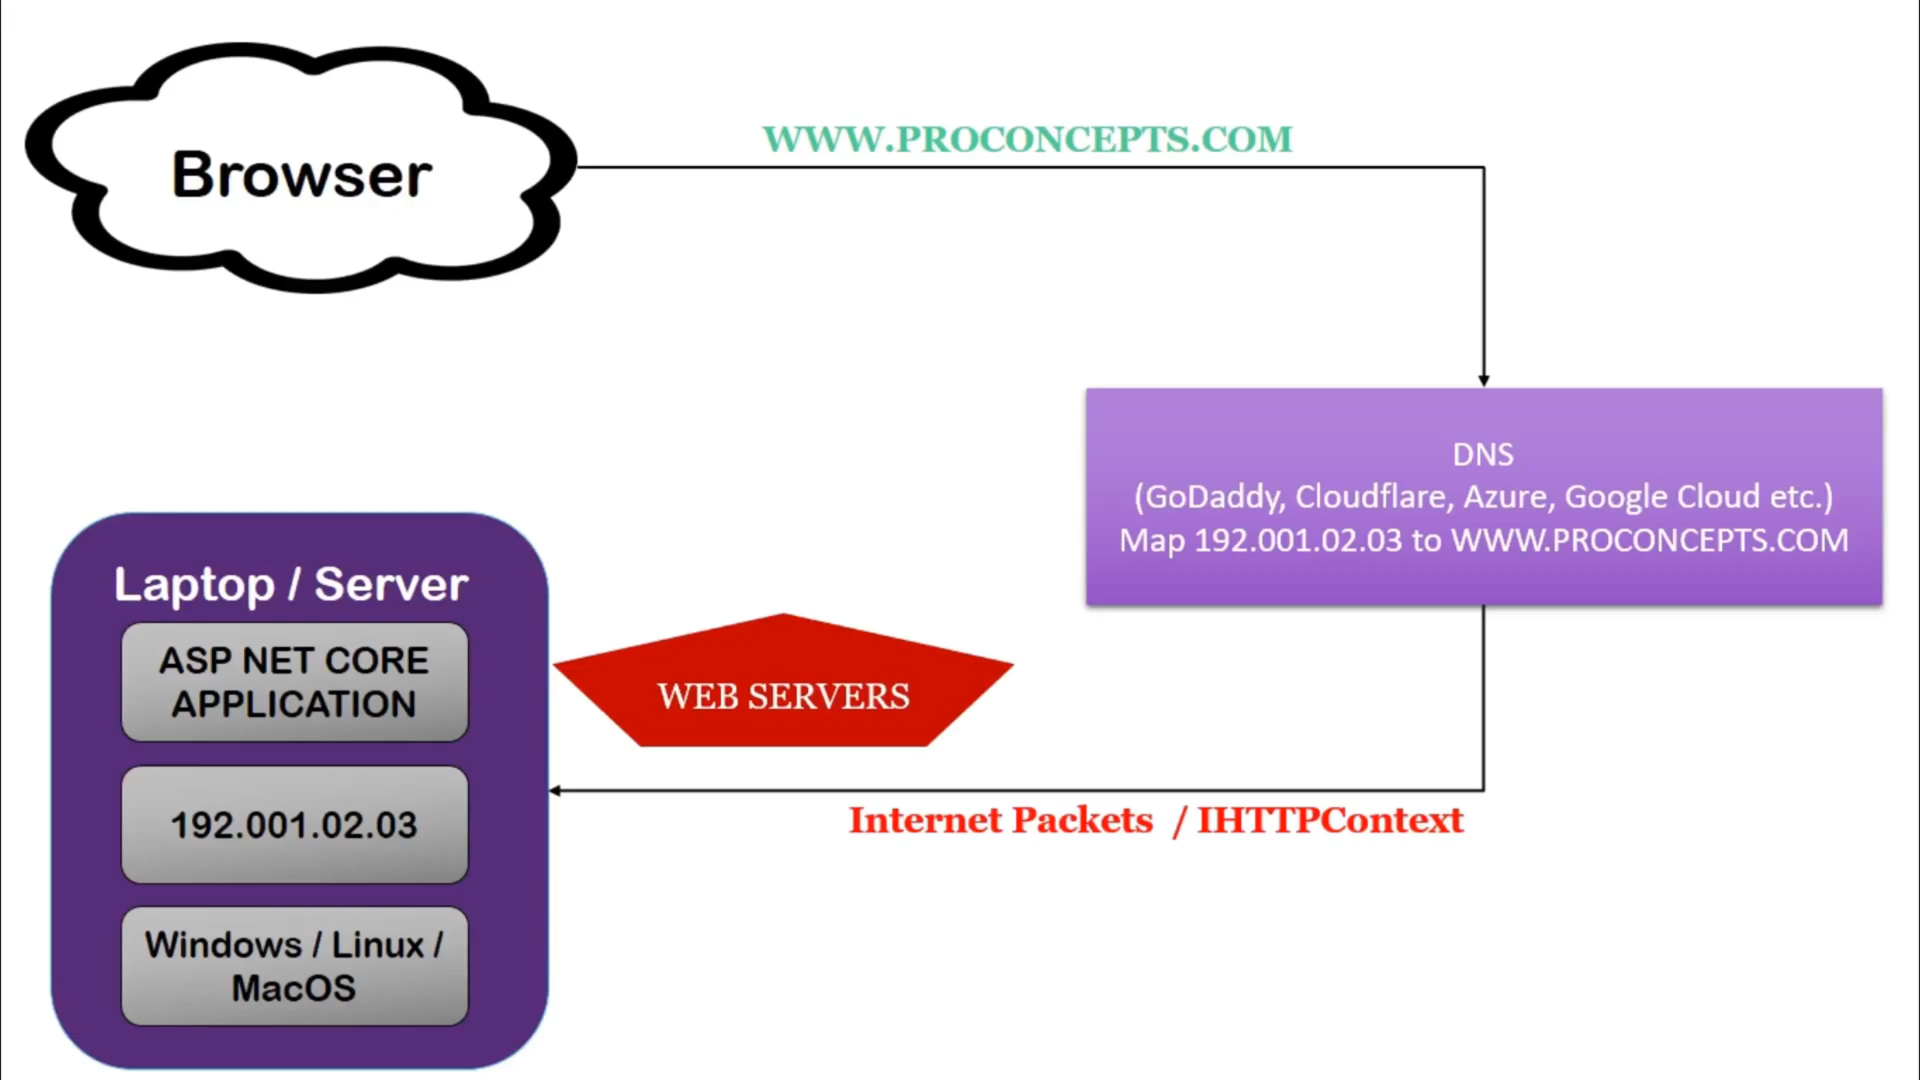 WWW.PROCONCEPTS.COM
Browser
DNS
(GoDaddy, Cloudflare, Azure, Google Cloud etc.)
Map 192.001.02.03 to WWW.PROCONCEPTS.COM
Laptop / Server
ASP NET CORE
APPLICATION
192.001.02.03
Windows / Linux /
MacOS
WEB SERVERS
Internet Packets / IHTTPContext